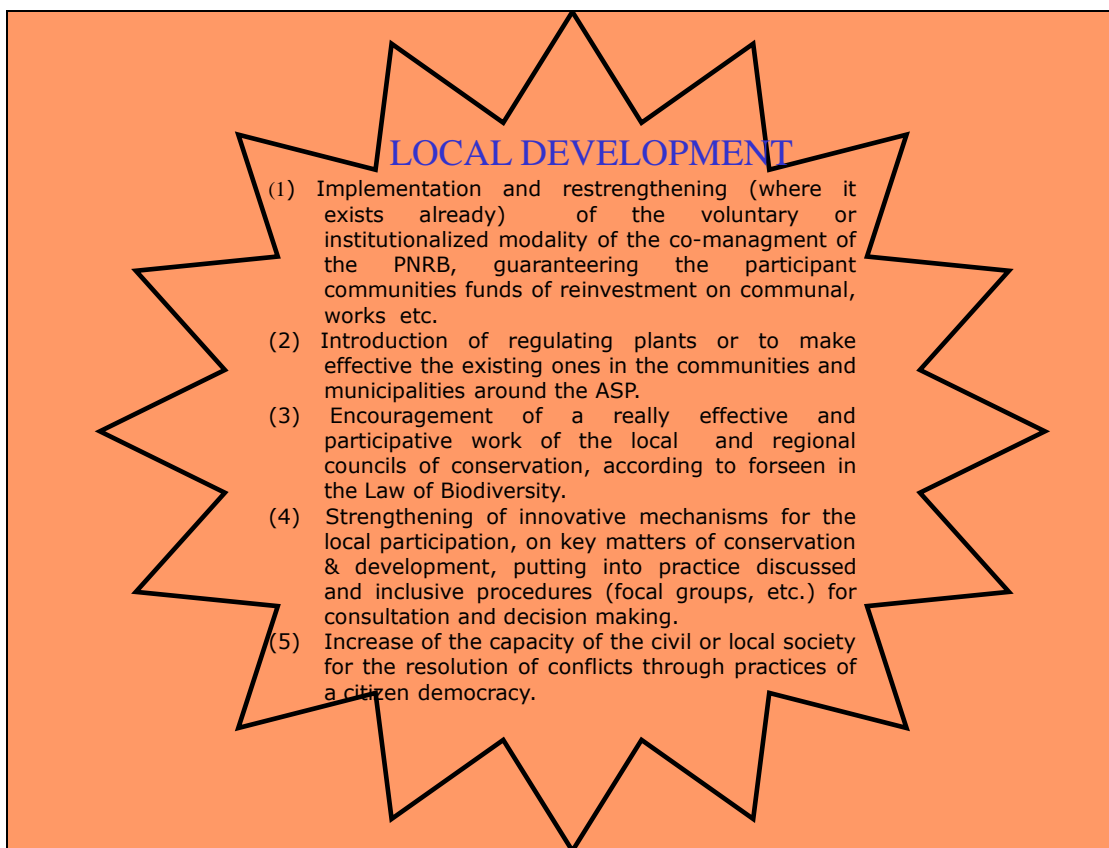 LOCAL DEVELOPMENT
(1) Implementation and restrengthening (where it
exists already) of the voluntary or
institutionalized modality of the co-managment of
the PNRB, guaranteering the participant
communities funds of reinvestment on communal,
works etc.
(2) Introduction of regulating plants or to make
effective the existing ones in the communities and
municipalities around the ASP.
(3) Encouragement of a really effective and
participative work of the local and regional
councils of conservation, according to forseen in
the Law of Biodiversity.
(4) Strengthening of innovative mechanisms for the
local participation, on key matters of conservation
& development, putting into practice discussed
and inclusive procedures (focal groups, etc.) for
consultation and decision making.
(5) Increase of the capacity of the civil or local society
for the resolution of conflicts through practices of
a citizen democracy.